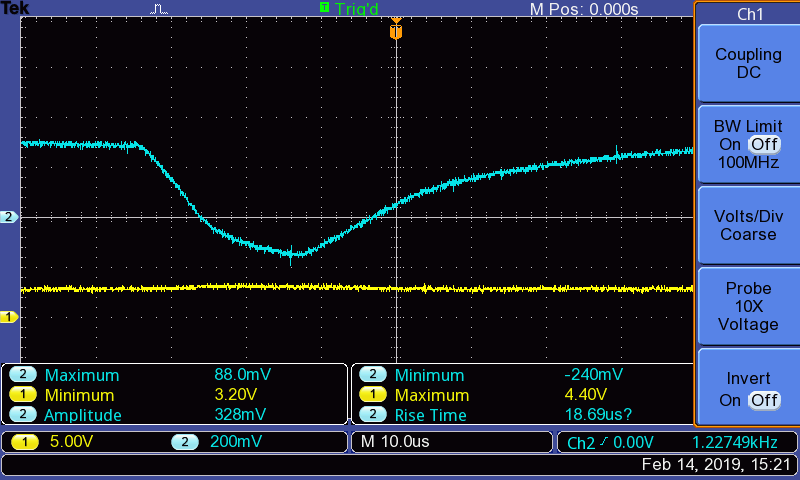 Tek T Trig'd M Pos: 0.000s Ch1
T
Coupling
DC
BW Limit
On Off
100MHz
2
Volts/Div
Coarse
Probe
10X
Voltage
1
Invert
On Off
2 Maximum 88.0mV 2 Minimum -240mV
1 Minimum 3.20V 1 Maximum 4.40V
2 Amplitude 328mV 2 Rise Time 18.69us?
1 5.00V 2 200mV M 10.0us Ch2 / 0.00V 1.22749kHz
Feb 14, 2019, 15:21